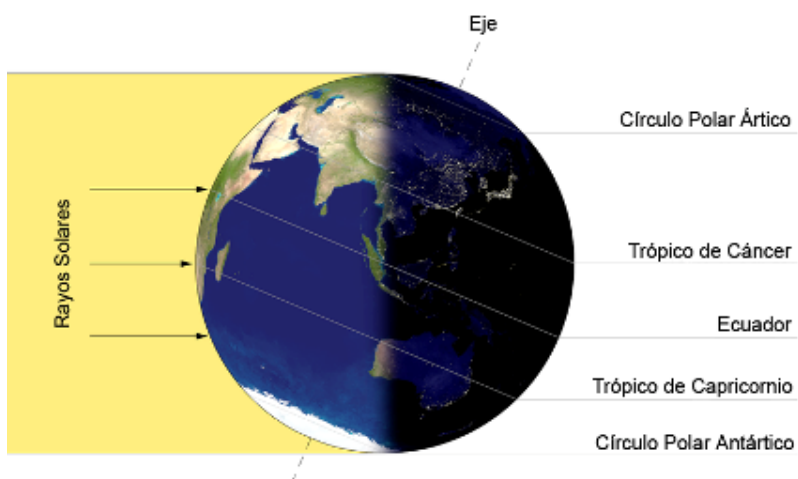 Eje
Círculo Polar Ártico
Rayos Solares
Trópico de Cáncer
Ecuador
Trópico de Capricornio
Círculo Polar Antártico